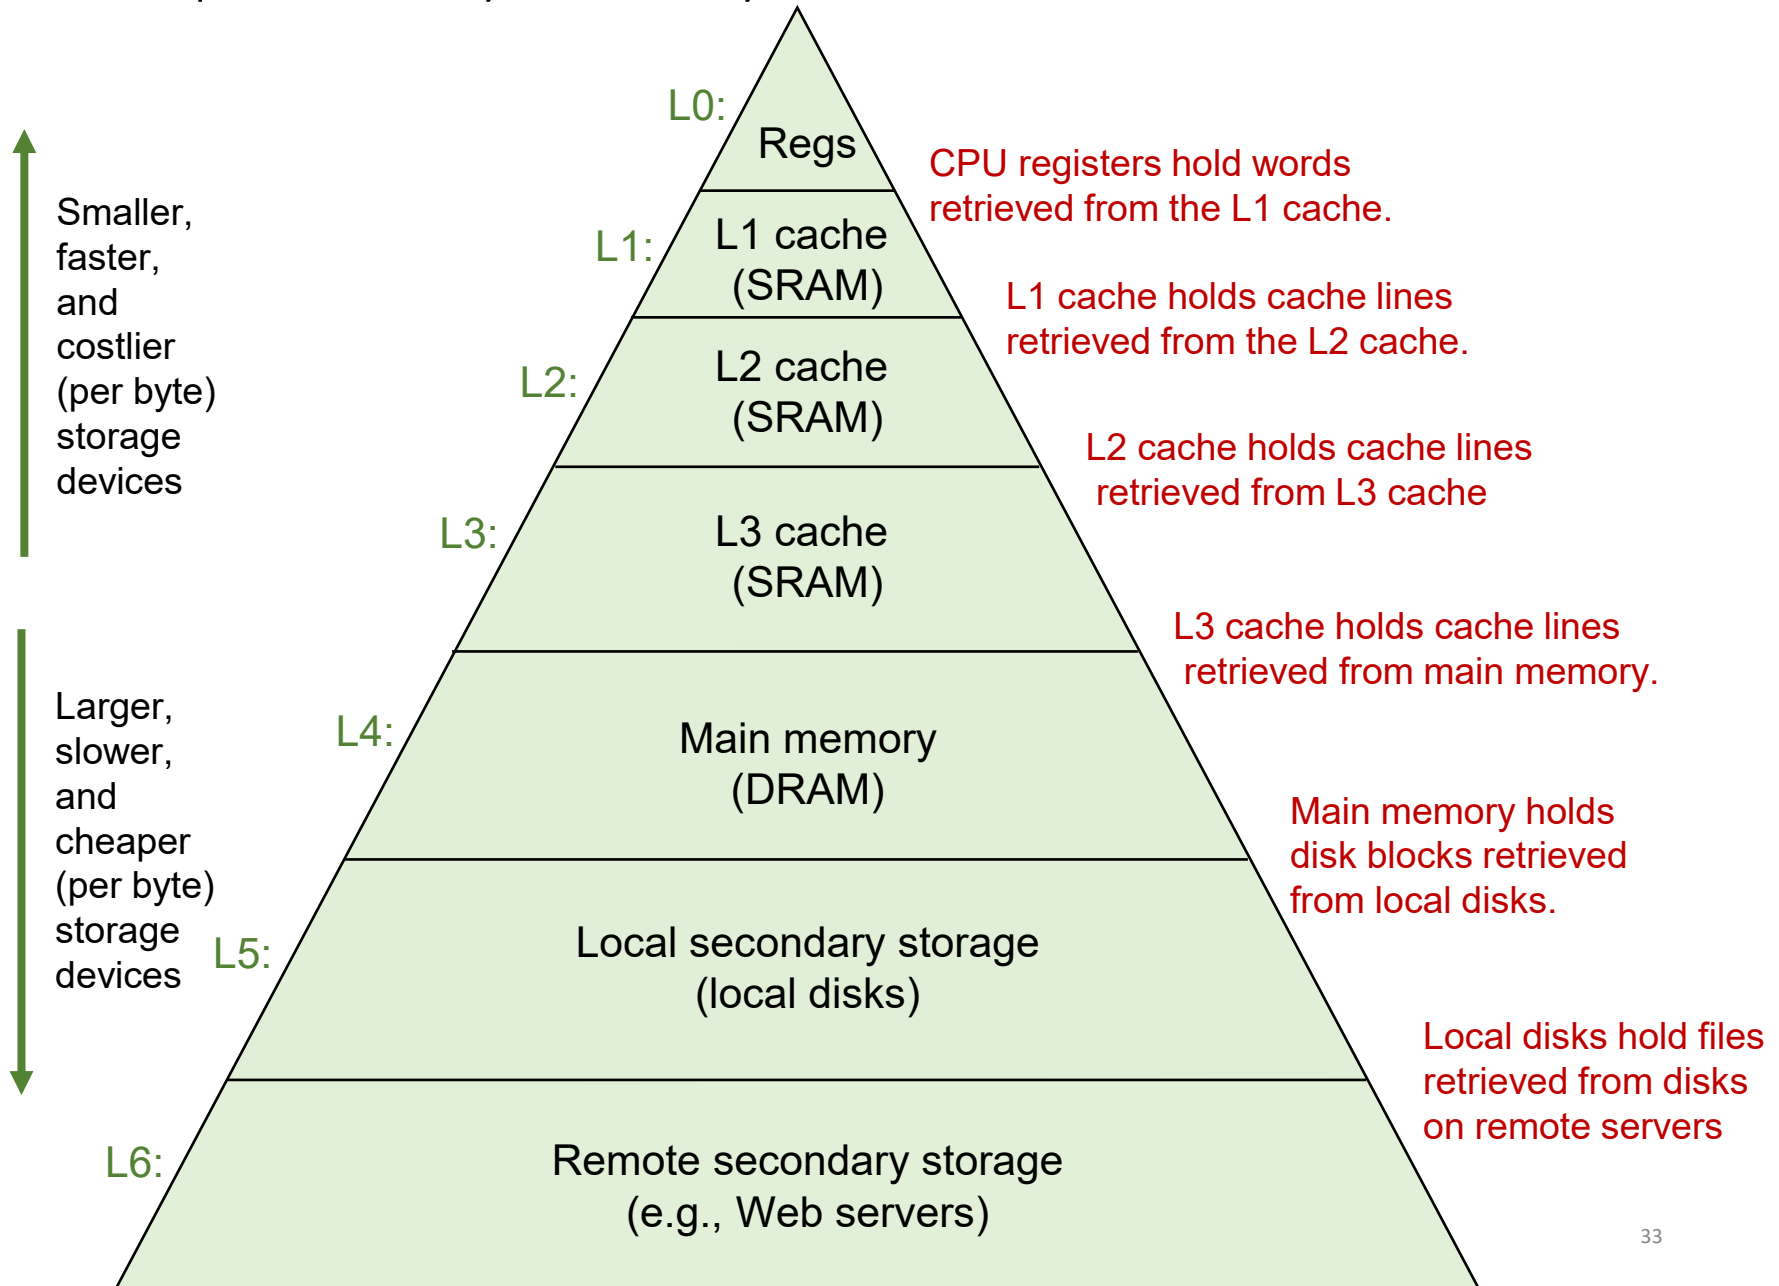 L0:
Regs
CPU registers hold words
retrieved from the L1 cache.
Smaller,
faster,
and
costlier
(per byte)
storage
devices
L1:
L1 cache
(SRAM)
L1 cache holds cache lines
retrieved from the L2 cache.
L2:
L2 cache
(SRAM)
L2 cache holds cache lines
retrieved from L3 cache
L3:
L3 cache
(SRAM)
L3 cache holds cache lines
retrieved from main memory.
Larger,
slower,
and
cheaper
(per byte)
storage
devices
L4:
Main memory
(DRAM)
Main memory holds
disk blocks retrieved
from local disks.
L5:
Local secondary storage
(local disks)
Local disks hold files
retrieved from disks
on remote servers
L6:
Remote secondary storage
(e.g., Web servers)
33